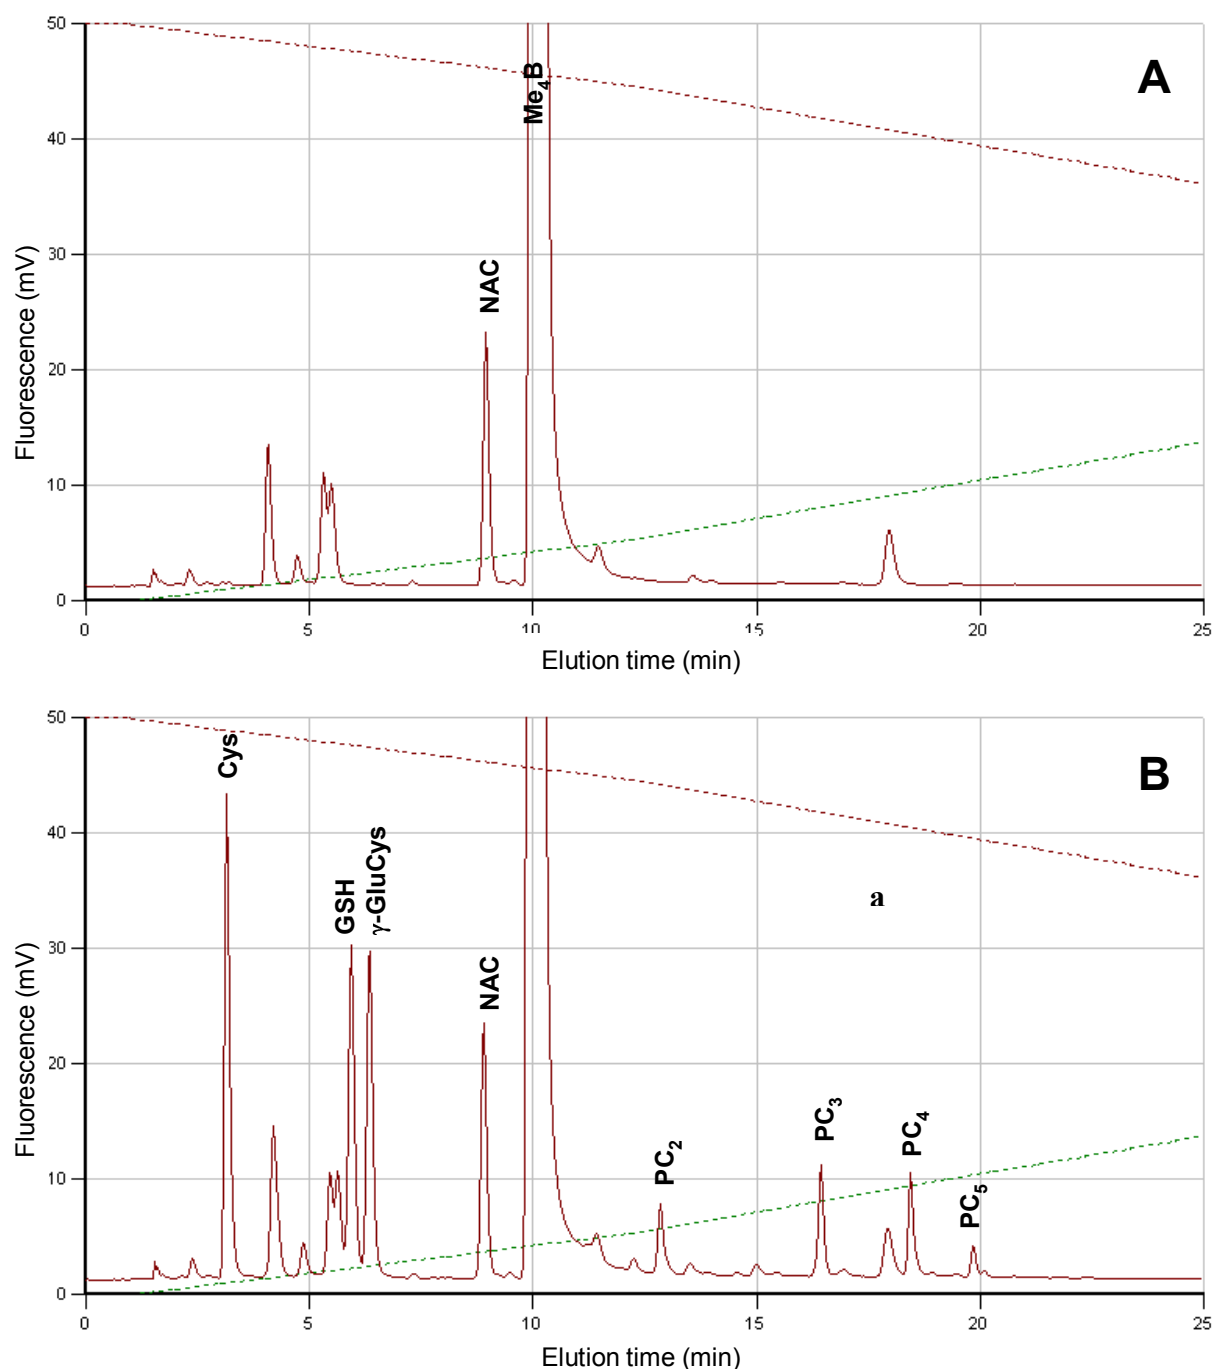 A
50
40
30
20
10
0
Fluorescence (mV)
NAC
Me₄B
0 5 10 15 20 25
Elution time (min)
B
50
40
30
20
10
0
Fluorescence (mV)
Cys
GSH
γ-GluCys
NAC
a
PC₂
PC₃
PC₄
PC₅
0 5 10 15 20 25
Elution time (min)